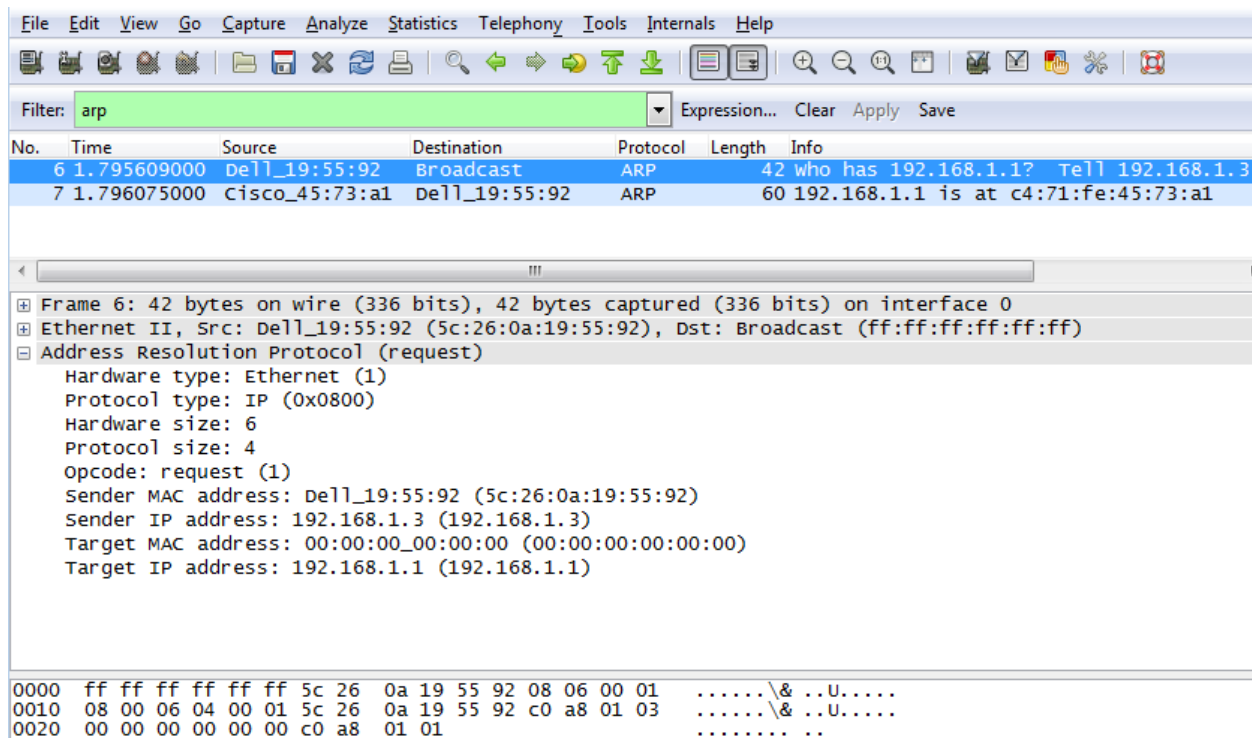 File Edit View Go Capture Analyze Statistics Telephony Tools Internals Help
Filter: arp Expression... Clear Apply Save
No. Time Source Destination Protocol Length Info
6 1.795609000 Dell_19:55:92 Broadcast ARP 42 Who has 192.168.1.1? Tell 192.168.1.3
7 1.796075000 Cisco_45:73:a1 Dell_19:55:92 ARP 60 192.168.1.1 is at c4:71:fe:45:73:a1
Frame 6: 42 bytes on wire (336 bits), 42 bytes captured (336 bits) on interface 0
Ethernet II, Src: Dell_19:55:92 (5c:26:0a:19:55:92), Dst: Broadcast (ff:ff:ff:ff:ff:ff)
Address Resolution Protocol (request)
Hardware type: Ethernet (1)
Protocol type: IP (0x0800)
Hardware size: 6
Protocol size: 4
Opcode: request (1)
Sender MAC address: Dell_19:55:92 (5c:26:0a:19:55:92)
Sender IP address: 192.168.1.3 (192.168.1.3)
Target MAC address: 00:00:00_00:00:00 (00:00:00:00:00:00)
Target IP address: 192.168.1.1 (192.168.1.1)
0000 ff ff ff ff ff ff 5c 26 0a 19 55 92 08 06 00 01 ......\& ..U.....
0010 08 00 06 04 00 01 5c 26 0a 19 55 92 c0 a8 01 03 ......\& ..U.....
0020 00 00 00 00 00 00 c0 a8 01 01 ........ ..